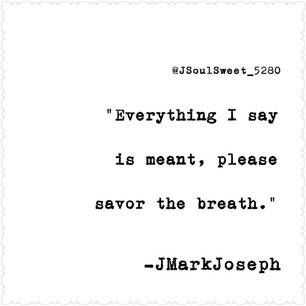 @JSoulSweet_5280
"Everything I say
is meant, please
savor the breath."
-JMarkJoseph